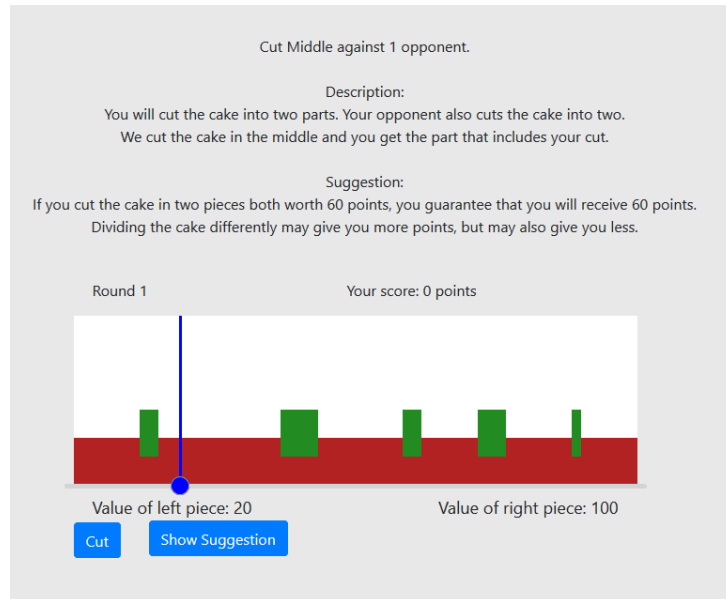 Cut Middle against 1 opponent.
Description:
You will cut the cake into two parts. Your opponent also cuts the cake into two.
We cut the cake in the middle and you get the part that includes your cut.
Suggestion:
If you cut the cake in two pieces both worth 60 points, you guarantee that you will receive 60 points.
Dividing the cake differently may give you more points, but may also give you less.
Round 1 Your score: 0 points
Value of left piece: 20 Value of right piece: 100
Cut Show Suggestion